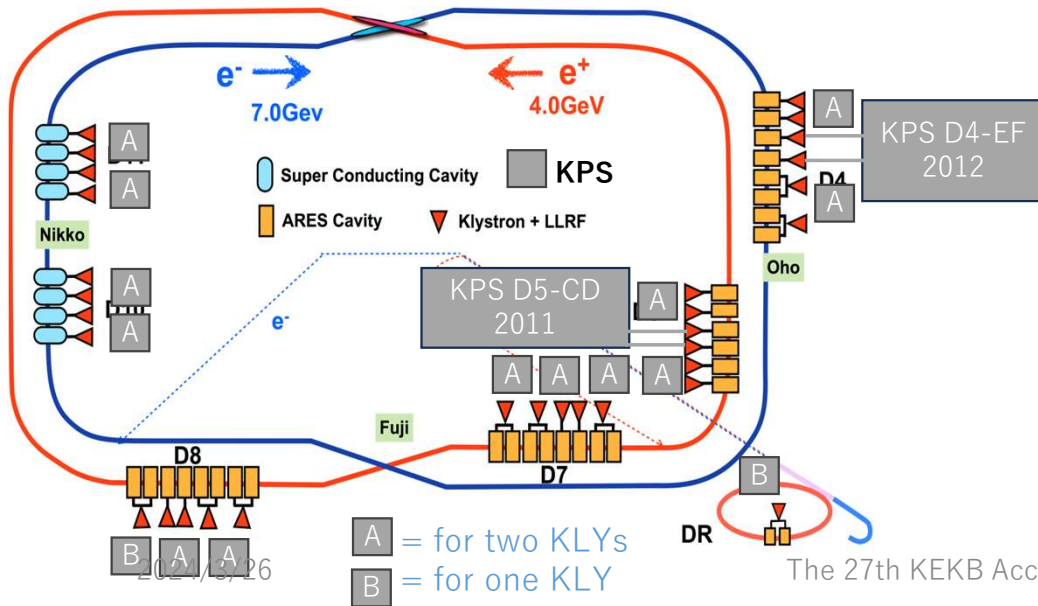 e-
7.0Gev
e+
4.0GeV
A
A
Super Conducting Cavity
KPS
ARES Cavity
Klystron + LLRF
Nikko
A
A
A
KPS D4-EF
2012
D4
A
Oho
KPS D5-CD
2011
A
e-
A
A
A
A
Fuji
D8
D7
B
A
A
B
DR
A = for two KLYs
B = for one KLY
2024/3/26
The 27th KEKB Acc